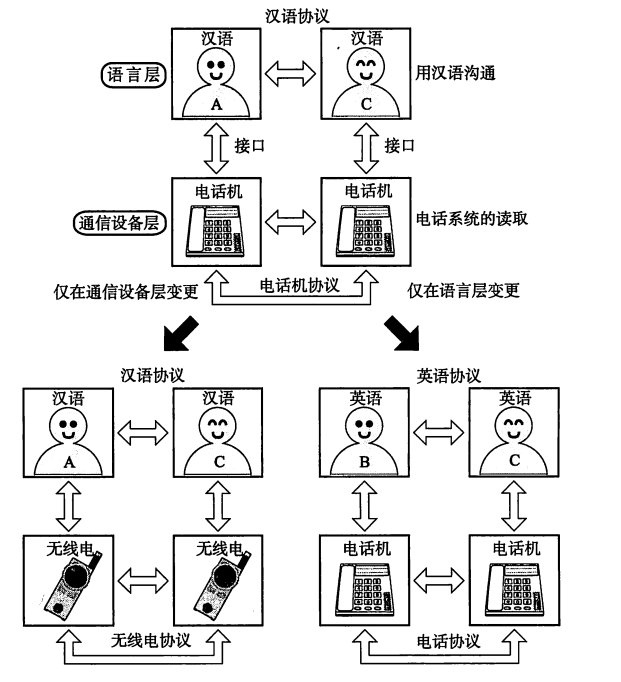 汉语协议
汉语
汉语
语言层
用汉语沟通
A
C
接口
接口
电话机
电话机
通信设备层
电话系统的读取
仅在通信设备层变更
电话机协议
仅在语言层变更
汉语协议
英语协议
汉语
汉语
英语
英语
A
C
B
C
无线电
无线电
电话机
电话机
无线电协议
电话协议